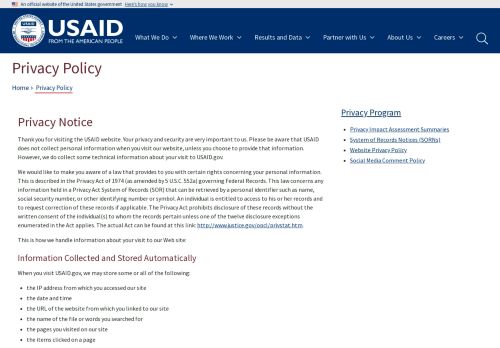 An official website of the United States government Here's how you know
USAID
FROM THE AMERICAN PEOPLE
What We Do
Where We Work
Results and Data
Partner with Us
About Us
Careers
Privacy Policy
Home
Privacy Policy
Privacy Notice
Thank you for visiting the USAID website. Your privacy and security are very important to us. Please be aware that USAID
does not collect personal information when you visit our website, unless you choose to provide that information.
However, we do collect some technical information about your visit to USAID.gov.
We would like to make you aware of a law that provides to you with certain rights concerning your personal information.
This is described in the Privacy Act of 1974 (as amended by 5 U.S.C. 552a) governing Federal Records. This law concerns any
information held in a Privacy Act System of Records (SOR) that can be retrieved by a personal identifier such as name,
social security number, or other identifying number or symbol. An individual is entitled to access to his or her records and
to request correction of these records if applicable. The Privacy Act prohibits disclosure of these records without the
written consent of the individual(s) to whom the records pertain unless one of the twelve disclosure exceptions
enumerated in the Act applies. The actual Act can be found at this link: http://www.justice.gov/opcl/privstat.htm.
This is how we handle information about your visit to our Web site:
Information Collected and Stored Automatically
When you visit USAID.gov, we may store some or all of the following:
the IP address from which you accessed our site
the date and time
the URL of the website from which you linked to our site
the name of the file or words you searched for
the pages you visited on our site
the items clicked on a page
Privacy Program
Privacy Impact Assessment Summaries
System of Records Notices (SORNs)
Website Privacy Policy
Social Media Comment Policy